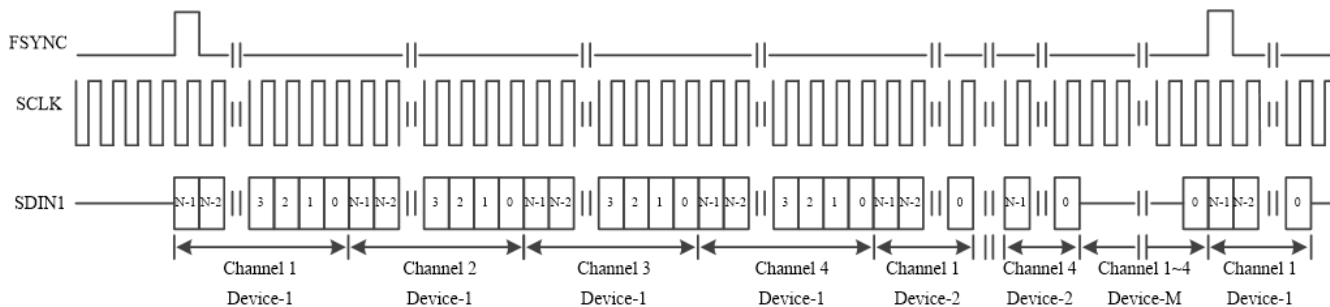 FSYNC
SCLK
SDIN1
N-1 N-2 3 2 1 0 N-1 N-2 3 2 1 0 N-1 N-2 3 2 1 0 N-1 N-2 3 2 1 0 N-1 N-2 0 N-1 0 0 N-1 N-2 0
Channel 1 Channel 2 Channel 3 Channel 4 Channel 1 Channel 4 Channel 1~4 Channel 1
Device-1 Device-1 Device-1 Device-1 Device-2 Device-2 Device-M Device-1